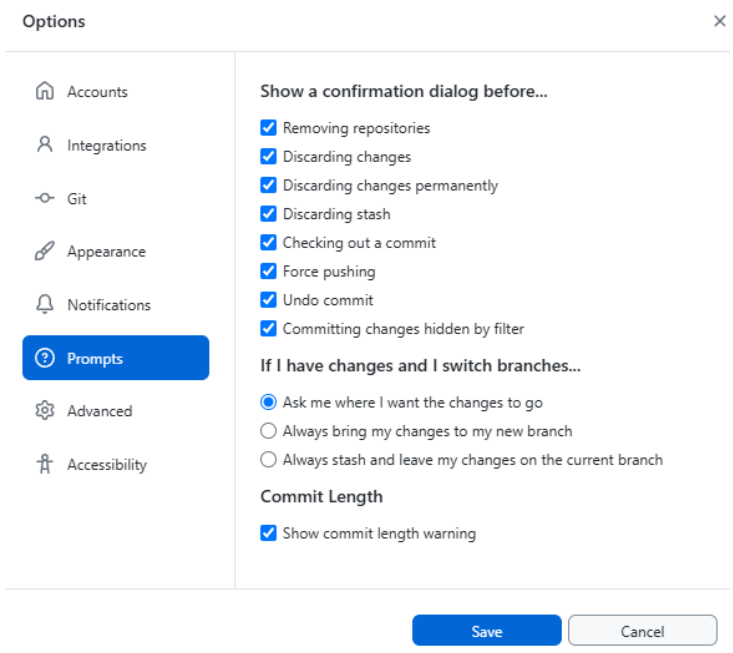 Options
Accounts
Integrations
Git
Appearance
Notifications
Prompts
Advanced
Accessibility
Show a confirmation dialog before...
Removing repositories
Discarding changes
Discarding changes permanently
Discarding stash
Checking out a commit
Force pushing
Undo commit
Committing changes hidden by filter
If I have changes and I switch branches...
Ask me where I want the changes to go
Always bring my changes to my new branch
Always stash and leave my changes on the current branch
Commit Length
Show commit length warning
Save
Cancel